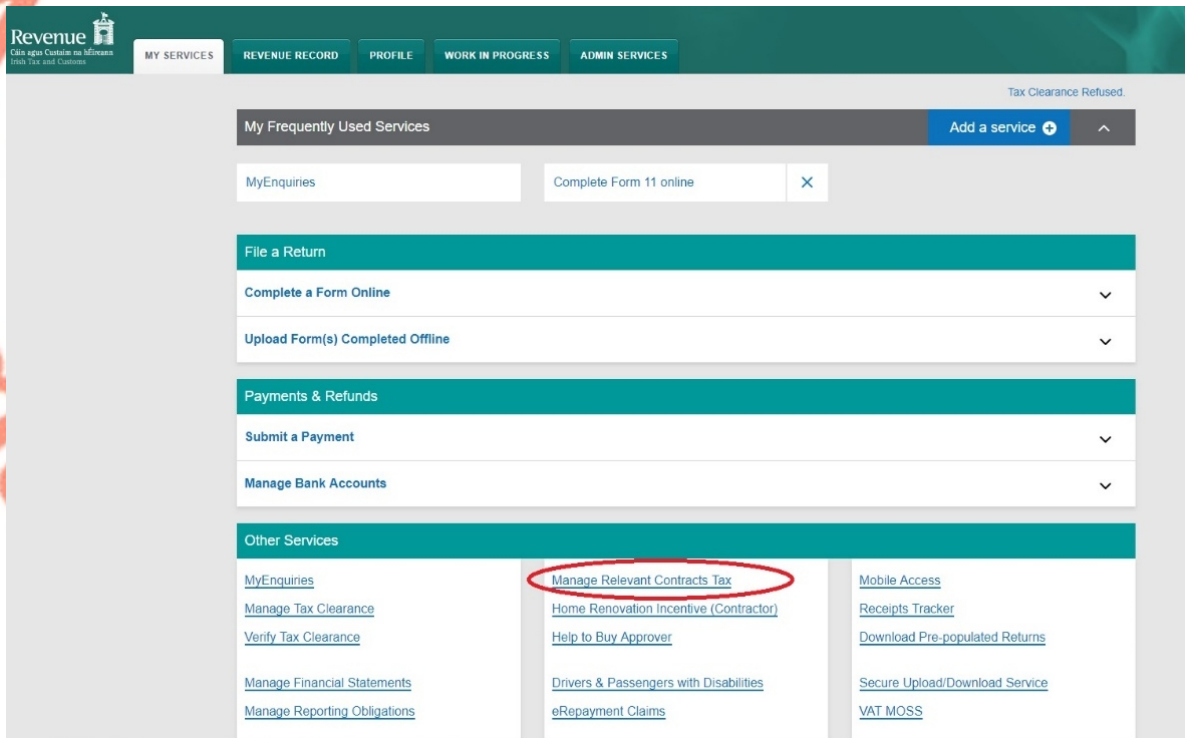 Revenue
Cáin agus Custaim na hÉireann
Irish Tax and Customs
MY SERVICES
REVENUE RECORD
PROFILE
WORK IN PROGRESS
ADMIN SERVICES
Tax Clearance Refused.
My Frequently Used Services
Add a service
MyEnquiries
Complete Form 11 online
File a Return
Complete a Form Online
Upload Form(s) Completed Offline
Payments & Refunds
Submit a Payment
Manage Bank Accounts
Other Services
MyEnquiries
Manage Tax Clearance
Verify Tax Clearance
Manage Financial Statements
Manage Reporting Obligations
Manage Relevant Contracts Tax
Home Renovation Incentive (Contractor)
Help to Buy Approver
Drivers & Passengers with Disabilities
eRepayment Claims
Mobile Access
Receipts Tracker
Download Pre-populated Returns
Secure Upload/Download Service
VAT MOSS